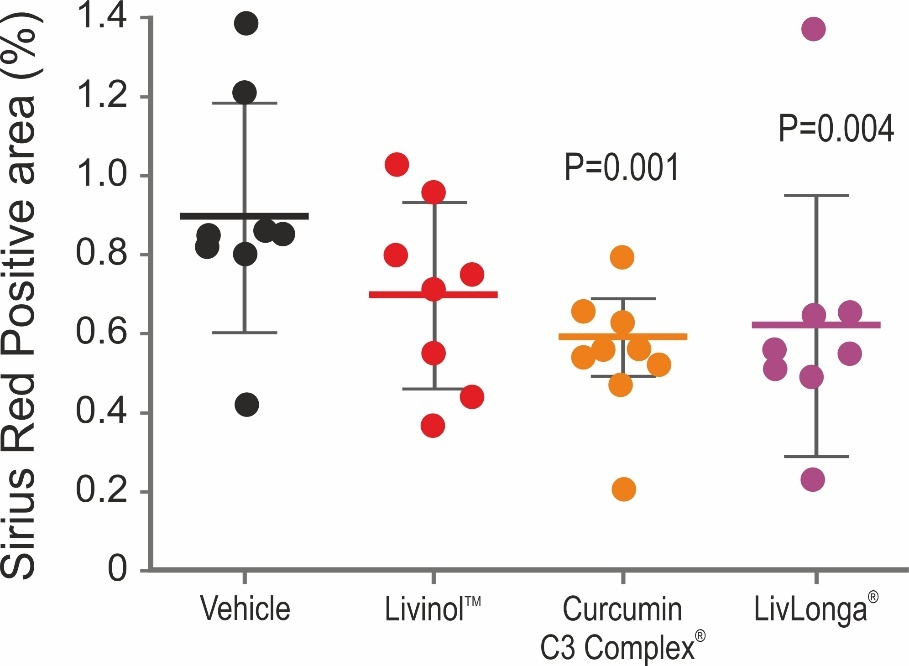 Sirius Red Positive area (%)
1.4
1.2
1.0
0.8
0.6
0.4
0.2
0
P=0.001
P=0.004
Vehicle
Livinol™
Curcumin
C3 Complex®
LivLonga®